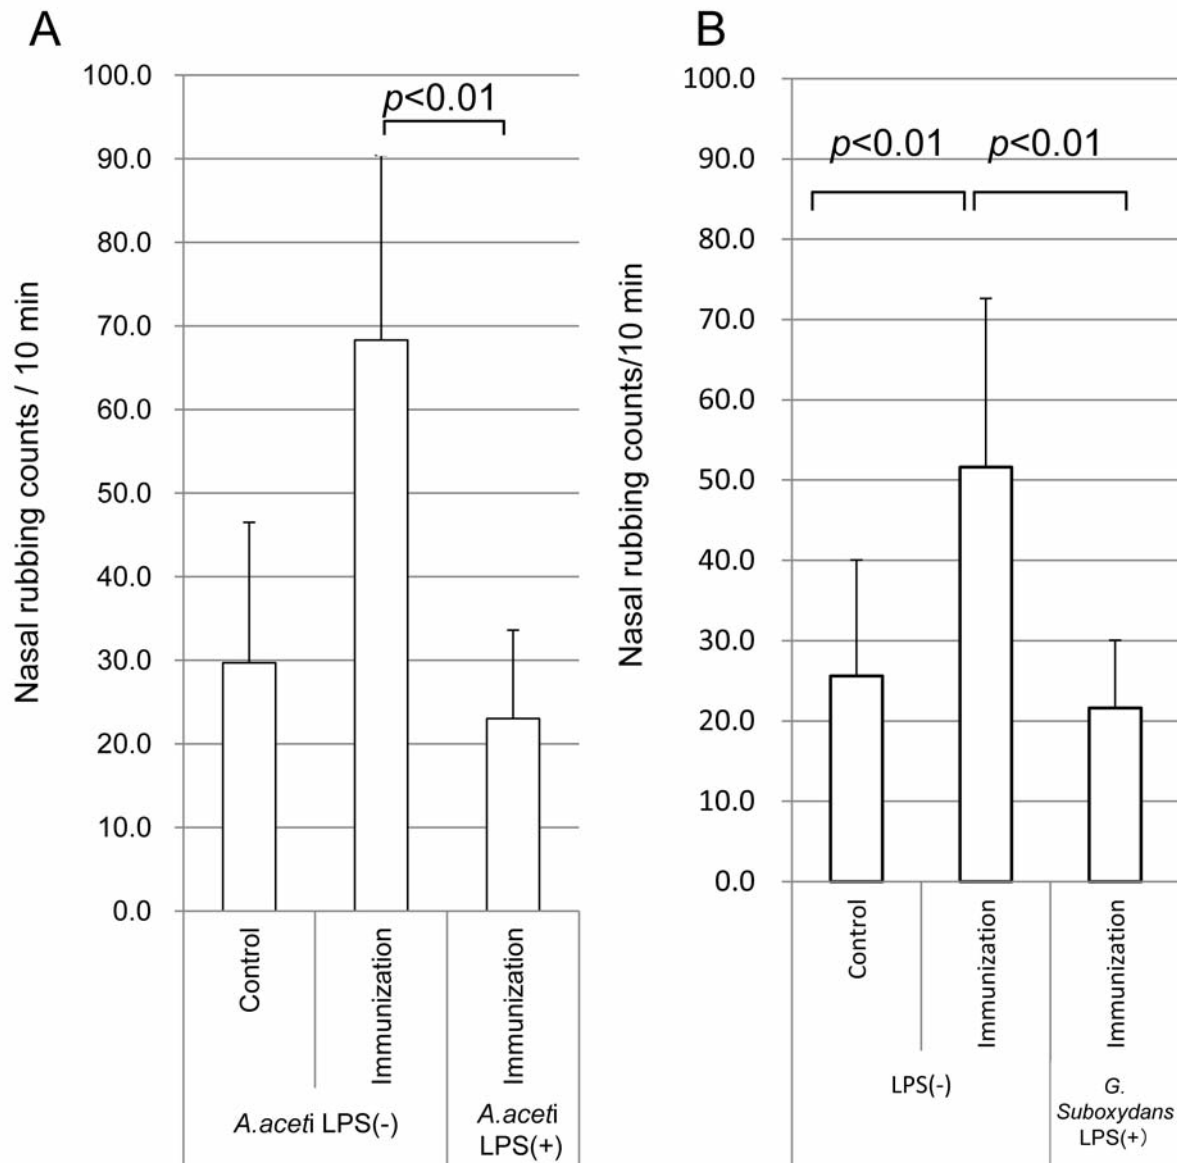 A
Nasal rubbing counts / 10 min
100.0
90.0
80.0
70.0
60.0
50.0
40.0
30.0
20.0
10.0
0.0
p<0.01
Control
Immunization
Immunization
A.aceti LPS(-)
A.aceti
LPS(+)
B
Nasal rubbing counts/10 min
100.0
90.0
80.0
70.0
60.0
50.0
40.0
30.0
20.0
10.0
0.0
p<0.01
p<0.01
Control
Immunization
Immunization
LPS(-)
G.
Suboxydans
LPS(+)